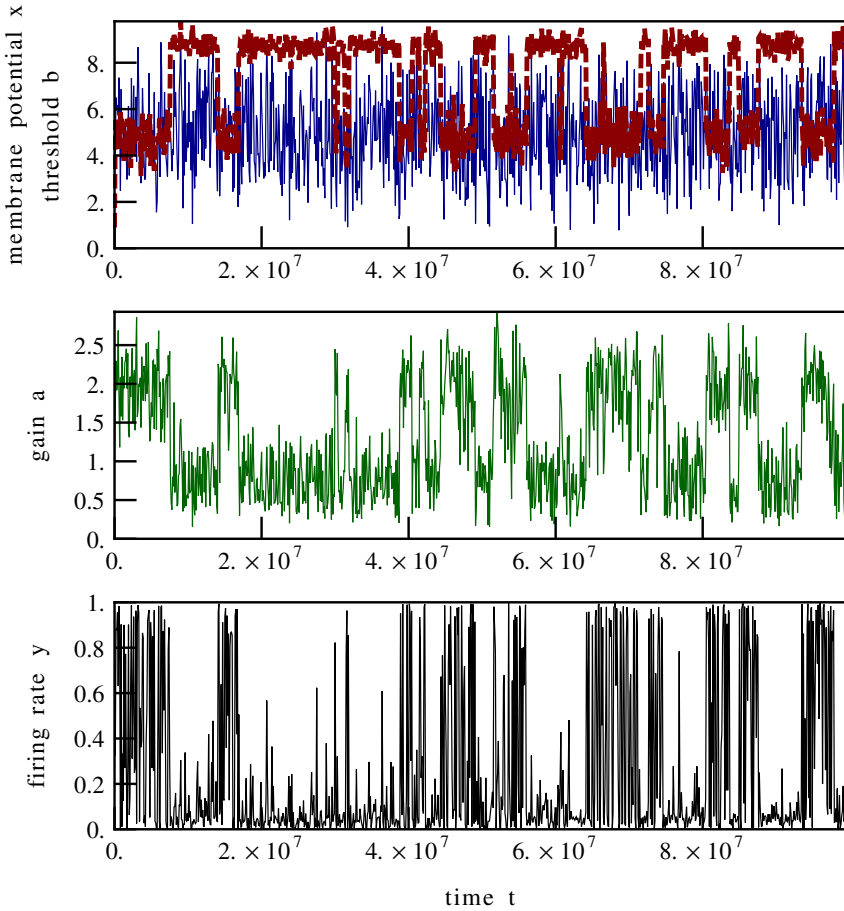 membrane potential x
threshold b
8.
6.
4.
2.
0.
0. 2. × 10^7 4. × 10^7 6. × 10^7 8. × 10^7
gain a
2.5
2.0
1.5
1.0
0.5
0.
0. 2. × 10^7 4. × 10^7 6. × 10^7 8. × 10^7
firing rate y
1.
0.8
0.6
0.4
0.2
0.
0. 2. × 10^7 4. × 10^7 6. × 10^7 8. × 10^7
time t